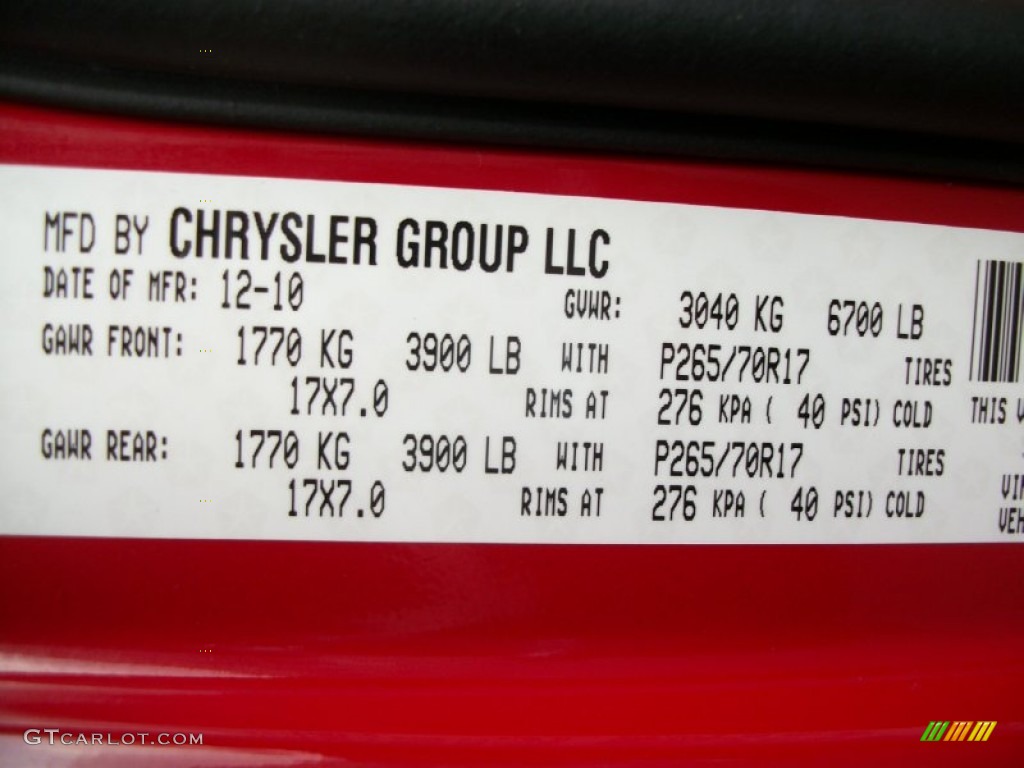 MFD BY CHRYSLER GROUP LLC
DATE OF MFR: 12-10 GVWR: 3040 KG 6700 LB
GAWR FRONT: 1770 KG 3900 LB WITH P265/70R17 TIRES
17X7.0 RIMS AT 276 KPA ( 40 PSI) COLD
THIS
GAWR REAR: 1770 KG 3900 LB WITH P265/70R17 TIRES
17X7.0 RIMS AT 276 KPA ( 40 PSI) COLD
GTCARLOT.COM